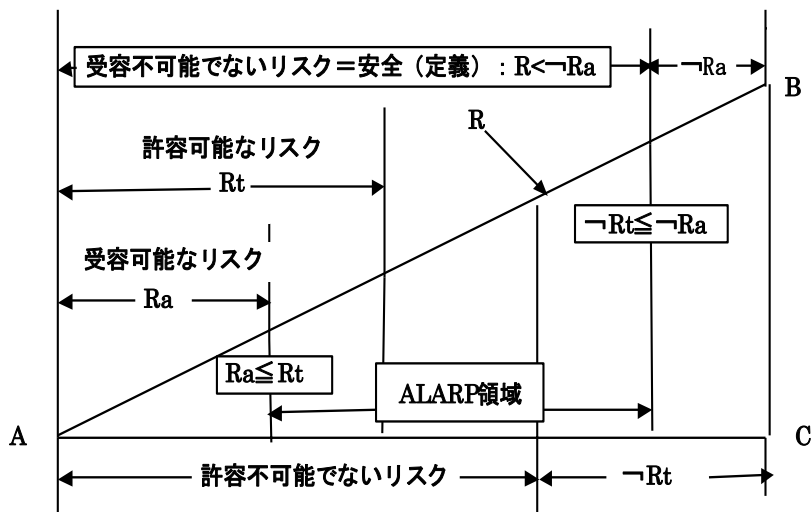 受容不可能でないリスク＝安全（定義）：R<￢Ra
￢Ra
B
許容可能なリスク
R
Rt
￢Rt≦￢Ra
受容可能なリスク
Ra
Ra≦Rt
ALARP領域
A
C
許容不可能でないリスク
￢Rt